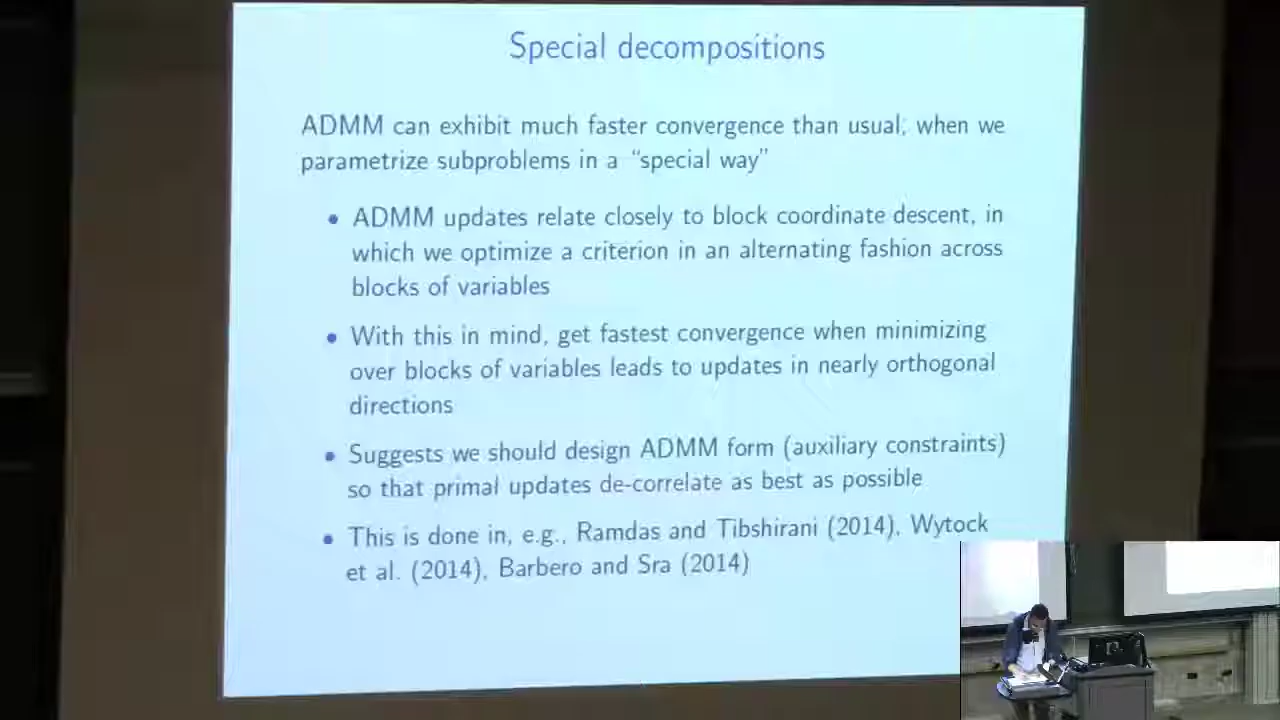 Special decompositions
ADMM can exhibit much faster convergence than usual, when we
parametrize subproblems in a "special way"
• ADMM updates relate closely to block coordinate descent, in
which we optimize a criterion in an alternating fashion across
blocks of variables
• With this in mind, get fastest convergence when minimizing
over blocks of variables leads to updates in nearly orthogonal
directions
• Suggests we should design ADMM form (auxiliary constraints)
so that primal updates de-correlate as best as possible
• This is done in, e.g., Ramdas and Tibshirani (2014), Wytock
et al. (2014), Barbero and Sra (2014)